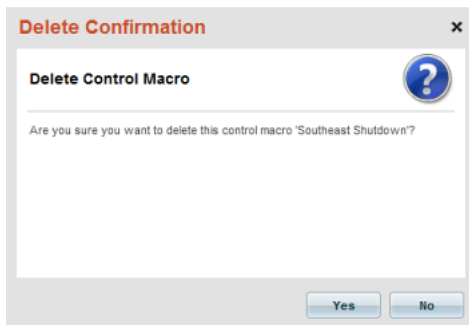 Delete Confirmation
Delete Control Macro
Are you sure you want to delete this control macro 'Southeast Shutdown'?
Yes No